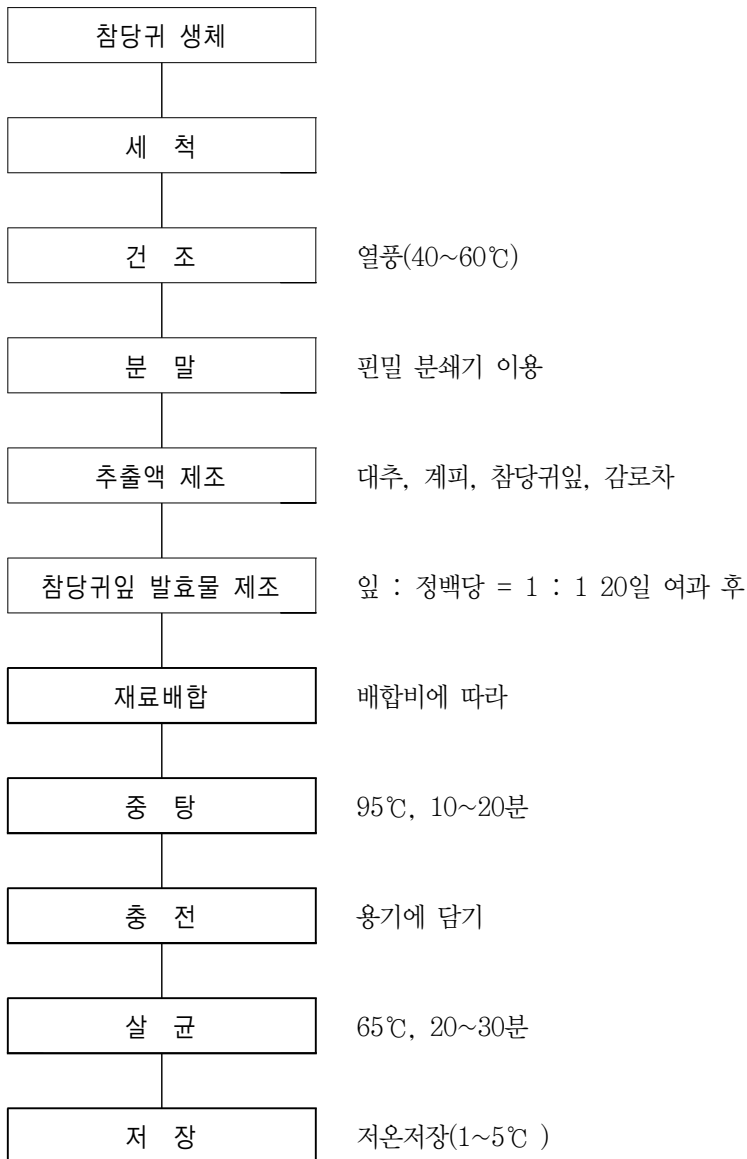 참당귀 생체
세 척
건 조 열풍(40~60℃)
분 말 핀밀 분쇄기 이용
추출액 제조 대추, 계피, 참당귀잎, 감로차
참당귀잎 발효물 제조 잎 : 정백당 = 1 : 1 20일 여과 후
재료배합 배합비에 따라
중 탕 95℃, 10~20분
충 전 용기에 담기
살 균 65℃, 20~30분
저 장 저온저장(1~5℃ )